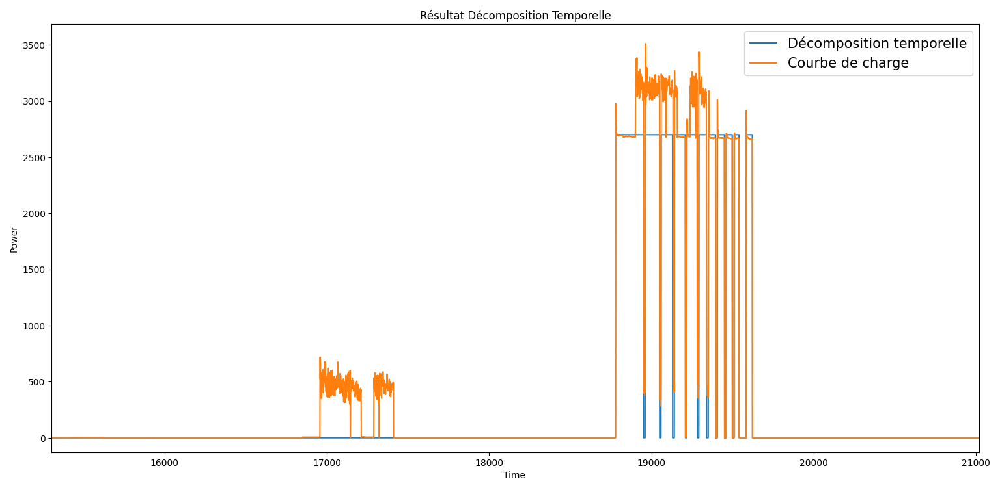 Résultat Décomposition Temporelle
Décomposition temporelle
Courbe de charge
3500
3000
2500
2000
1500
1000
500
0
Power
16000
17000
18000
19000
20000
21000
Time